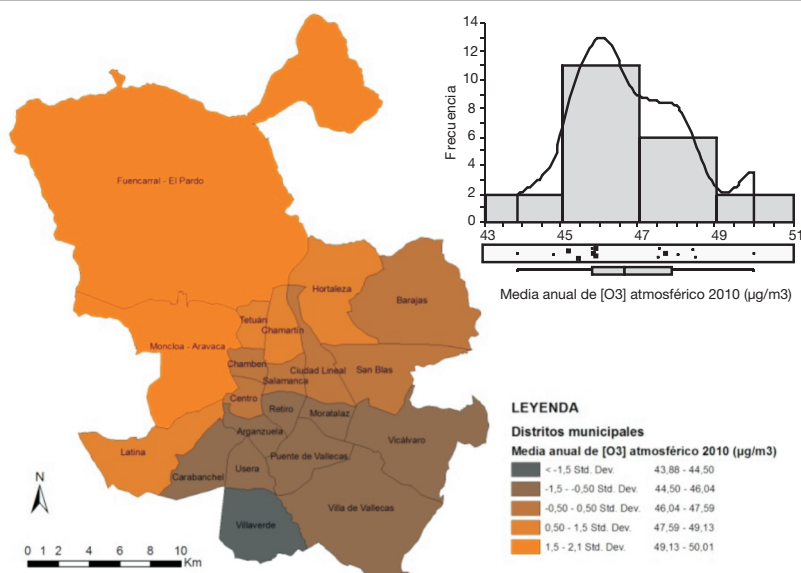 14
12
10
8
6
4
2
0
Frecuencia
43 45 47 49 51
Media anual de [O3] atmosférico 2010 (µg/m3)
Fuencarral - El Pardo
Hortaleza
Barajas
Tetuán
Chamartín
Moncloa - Aravaca
Chamberí
Ciudad Lineal
San Blas
Salamanca
Centro
Retiro
Moratalaz
Arganzuela
Vicálvaro
Latina
Puente de Vallecas
Carabanchel
Usera
Villa de Vallecas
Villaverde
N
0 1 2 4 6 8 10
Km
LEYENDA
Distritos municipales
Media anual de [O3] atmosférico 2010 (µg/m3)
< -1,5 Std. Dev. 43,88 - 44,50
-1,5 - -0,50 Std. Dev. 44,50 - 46,04
-0,50 - 0,50 Std. Dev. 46,04 - 47,59
0,50 - 1,5 Std. Dev. 47,59 - 49,13
1,5 - 2,1 Std. Dev. 49,13 - 50,01